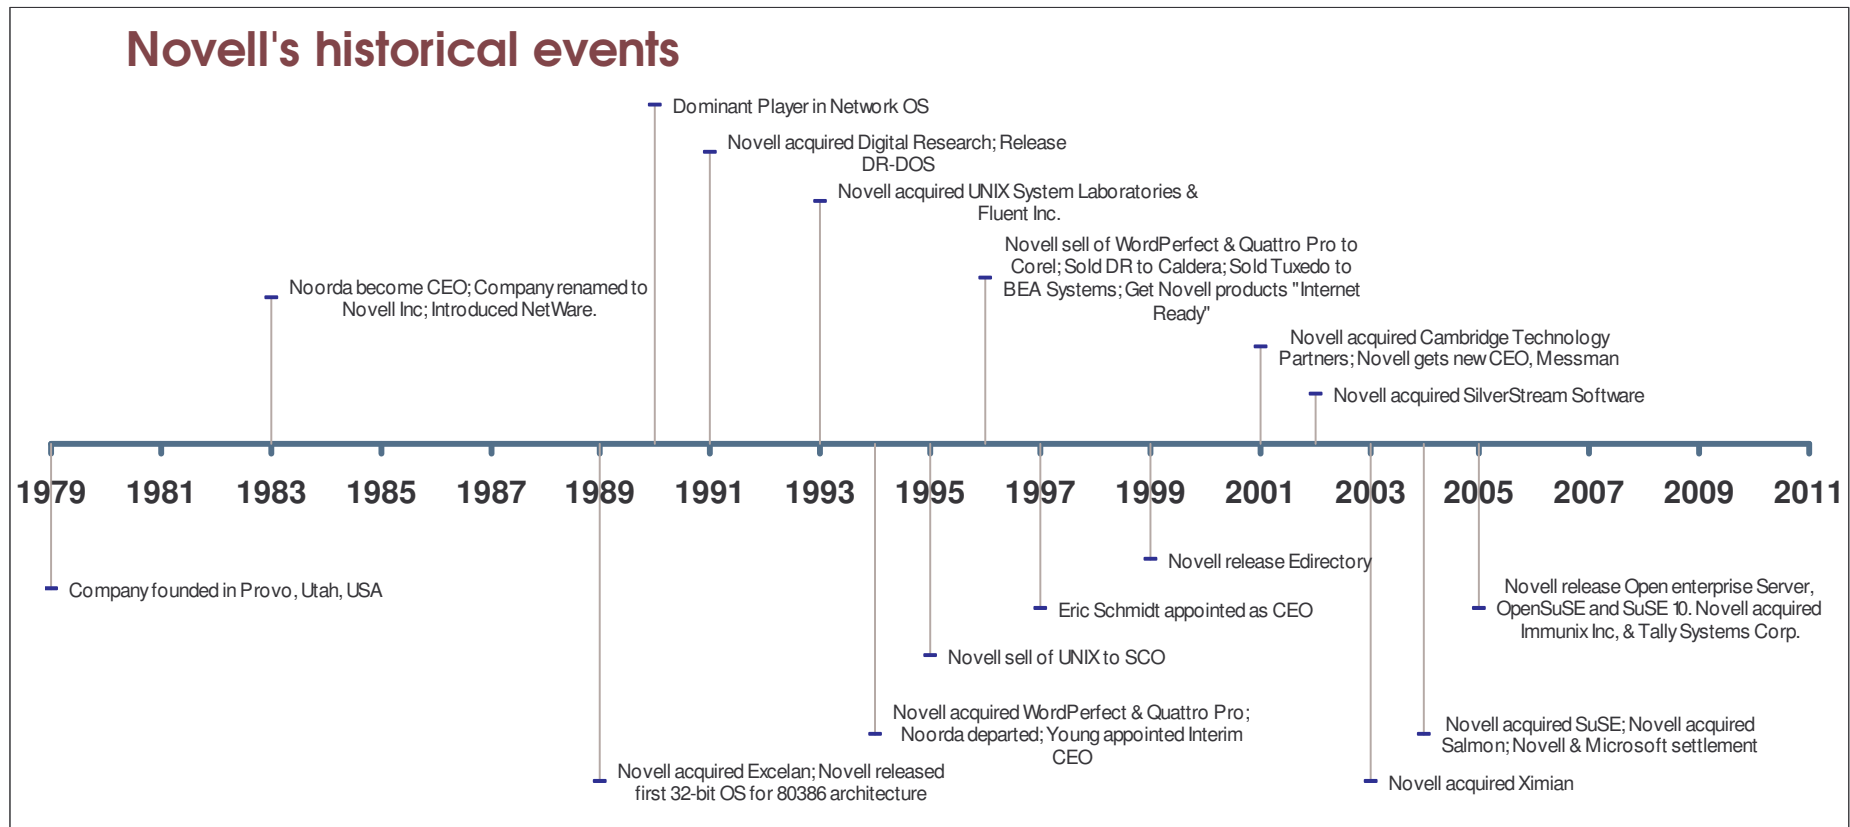 Novell's historical events
Dominant Player in Network OS
Novell acquired Digital Research; Release
DR-DOS
Novell acquired UNIX System Laboratories &
Fluent Inc.
Novell sell of WordPerfect & Quattro Pro to
Corel; Sold DR to Caldera; Sold Tuxedo to
BEA Systems; Get Novell products "Internet
Ready"
Noorda become CEO; Company renamed to
Novell Inc; Introduced NetWare.
Novell acquired Cambridge Technology
Partners; Novell gets new CEO, Messman
Novell acquired SilverStream Software
1979 1981 1983 1985 1987 1989 1991 1993 1995 1997 1999 2001 2003 2005 2007 2009 2011
Novell release Edirectory
Company founded in Provo, Utah, USA
Eric Schmidt appointed as CEO
Novell release Open enterprise Server,
OpenSuSE and SuSE 10. Novell acquired
Immunix Inc, & Tally Systems Corp.
Novell sell of UNIX to SCO
Novell acquired WordPerfect & Quattro Pro;
Noorda departed; Young appointed Interim
CEO
Novell acquired SuSE; Novell acquired
Salmon; Novell & Microsoft settlement
Novell acquired Excelan; Novell released
first 32-bit OS for 80386 architecture
Novell acquired Ximian